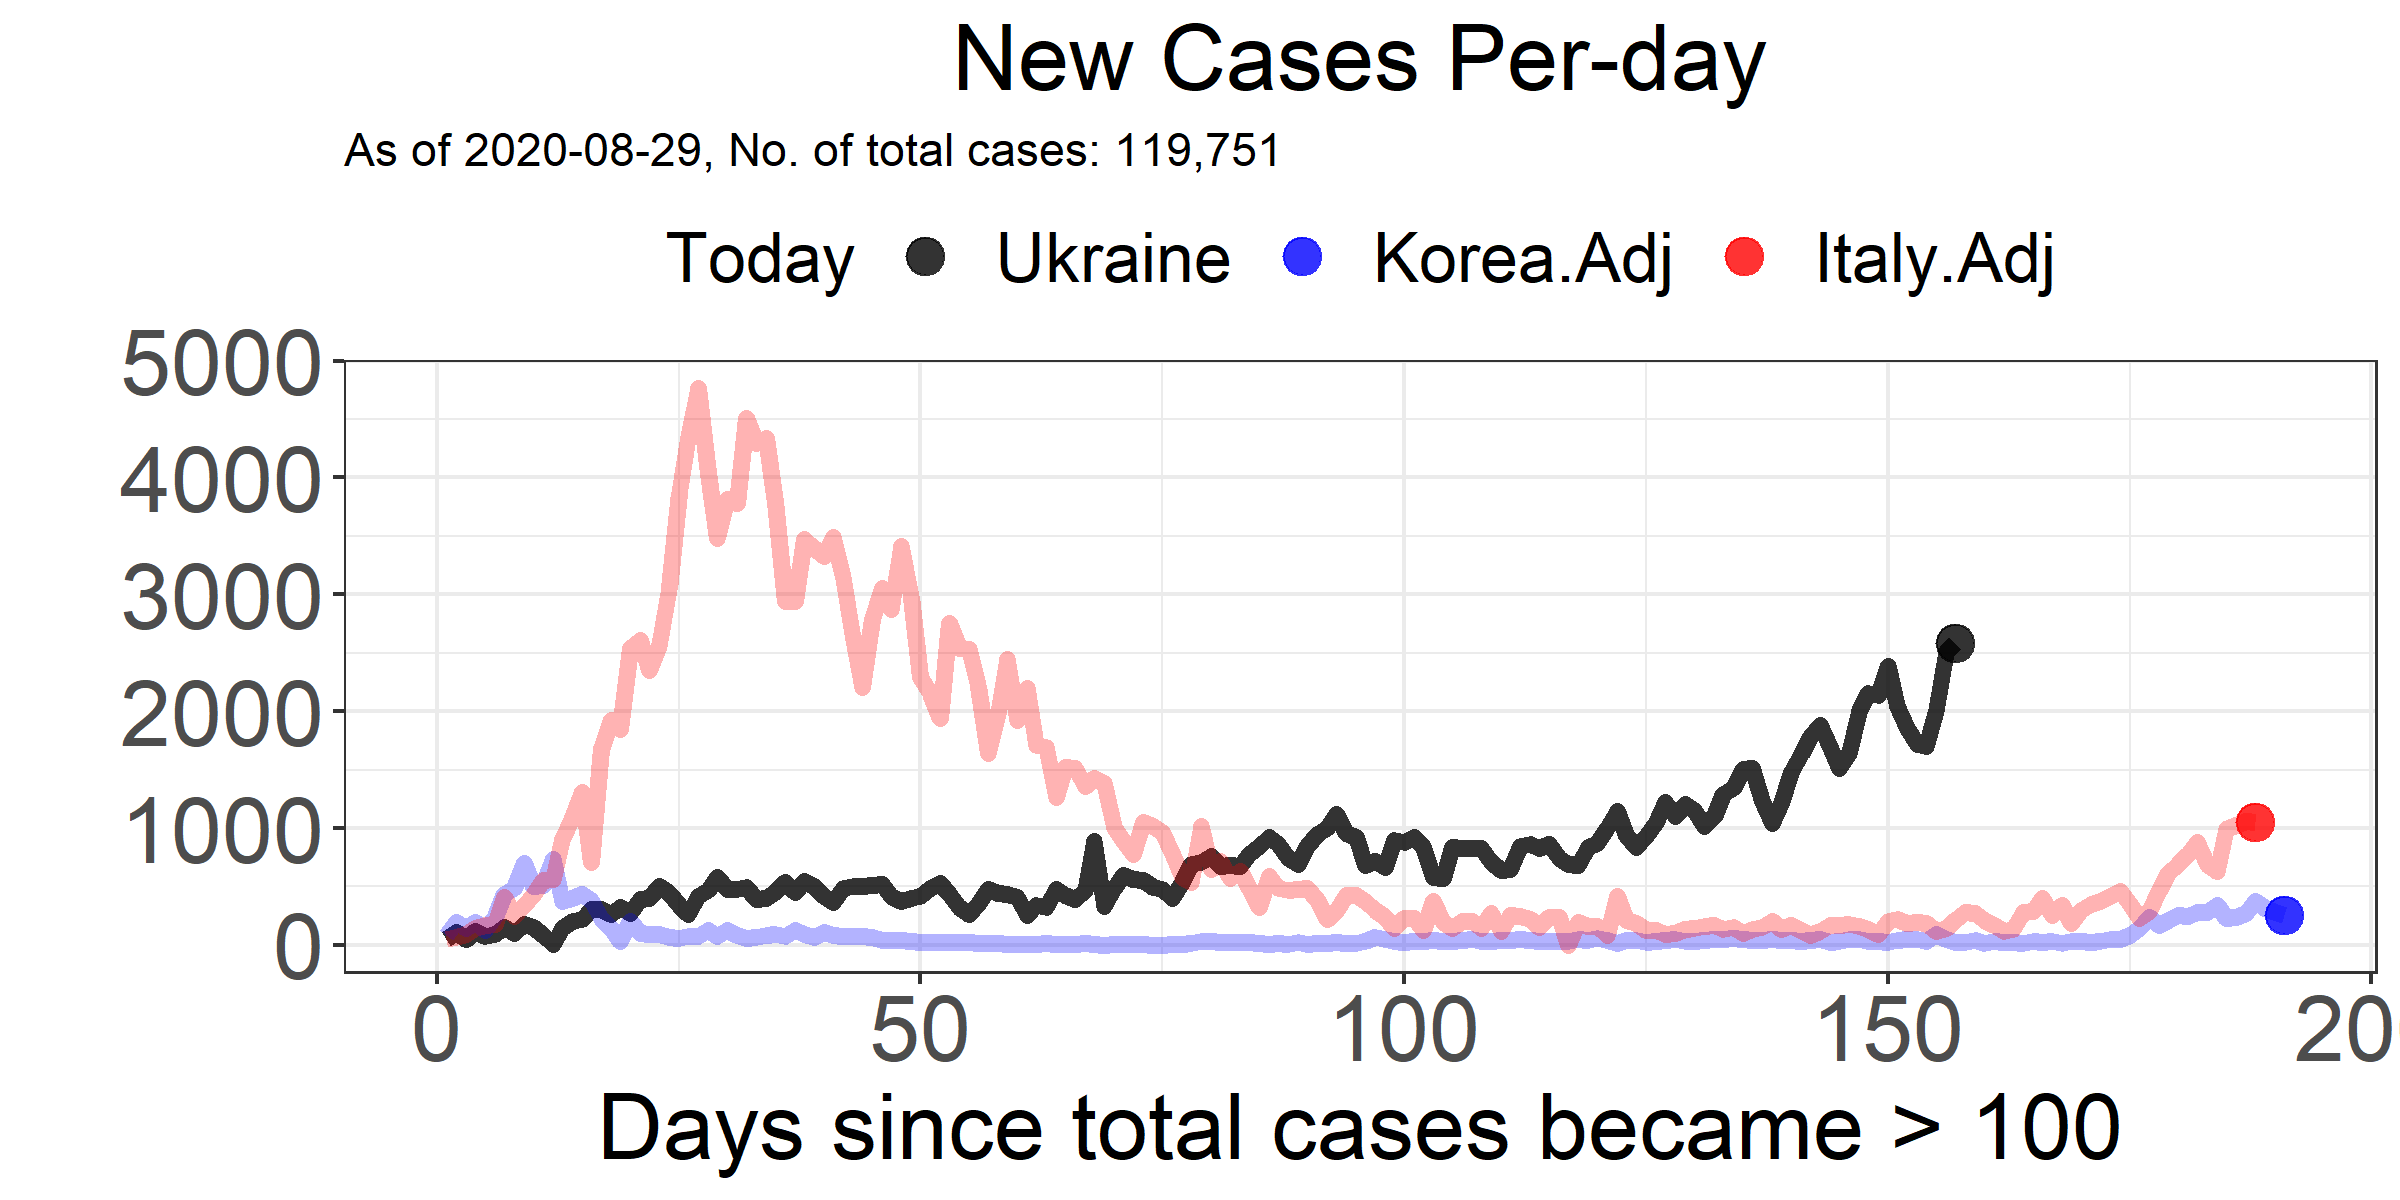 New Cases Per-day
As of 2020-08-29, No. of total cases: 119,751
Today Ukraine Korea.Adj Italy.Adj
5000
4000
3000
2000
1000
0
0 50 100 150 20
Days since total cases became > 100